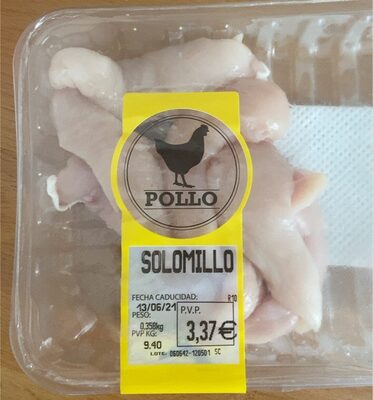 POLLO
SOLOMILLO
FECHA CADUCIDAD: R10
13/06/21 P.V.P.
PESO:
0,358kg 3,37€
PVP KG:
9.40
LOTE: 060642-120501 SC